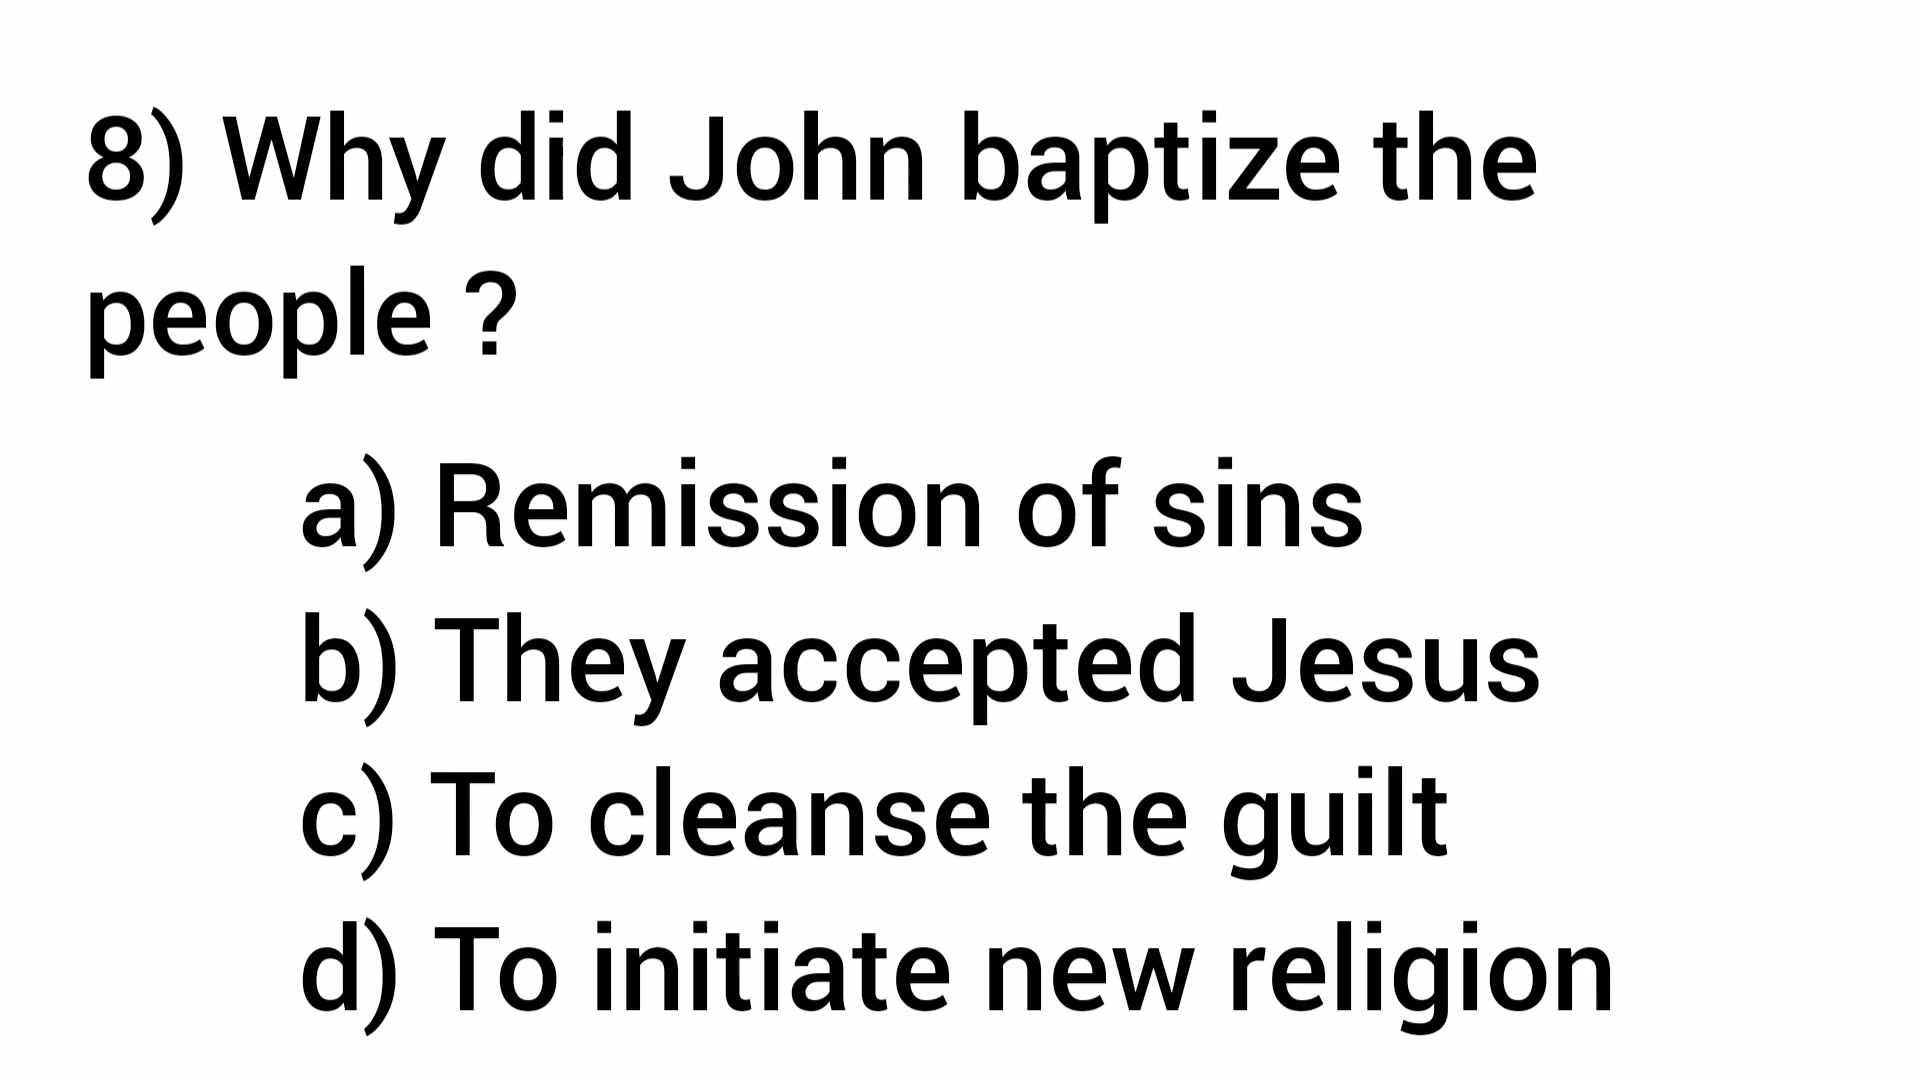 8) Why did John baptize the
people ?
a) Remission of sins
b) They accepted Jesus
c) To cleanse the guilt
d) To initiate new religion